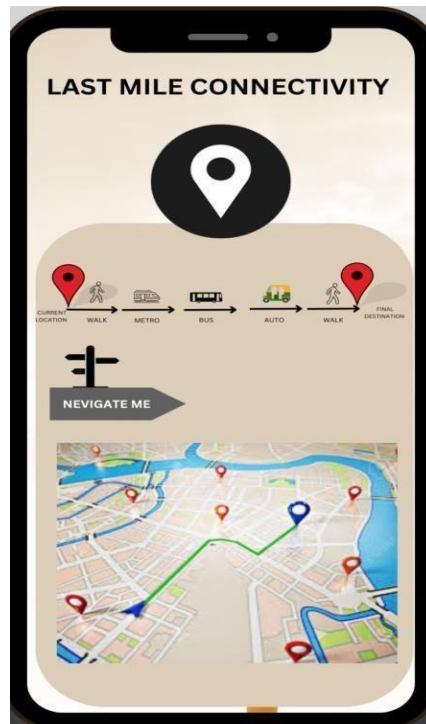 LAST MILE CONNECTIVITY
CURRENT
LOCATION
WALK
METRO
BUS
AUTO
WALK
FINAL
DESTINATION
NEVIGATE ME